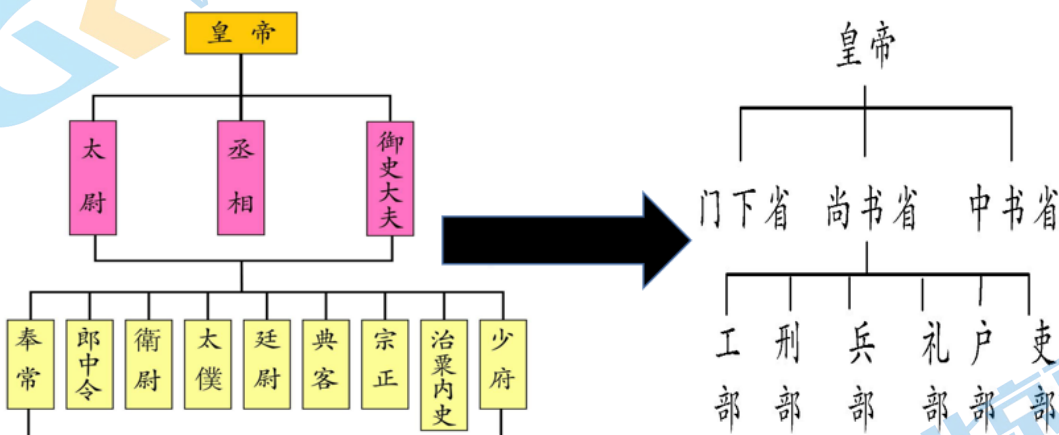 皇帝
太尉
丞相
御史大夫
奉常
郎中令
衛尉
太僕
廷尉
典客
宗正
治粟内史
少府
皇帝
门下省
尚书省
中书省
工部
刑部
兵部
礼部
户部
吏部